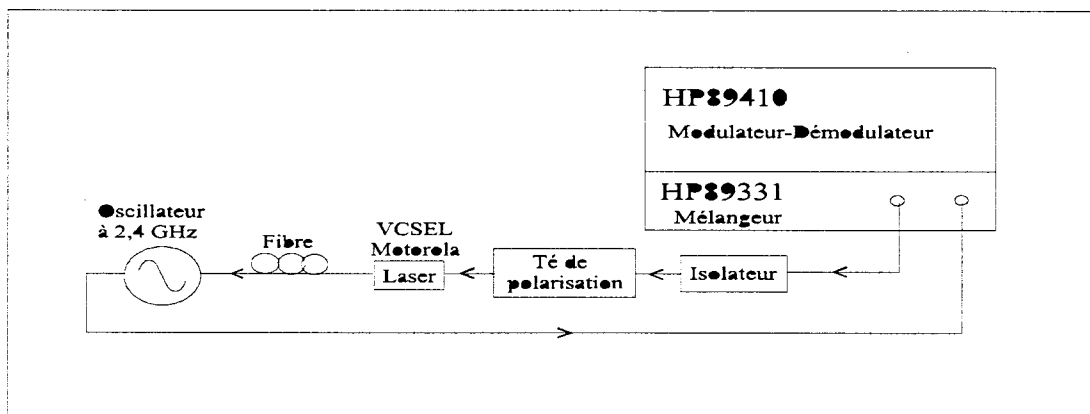 HP89410
Modulateur-Démodulateur
HP89331
Mélangeur
Oscillateur
à 2,4 GHz
Fibre
VCSEL
Motorola
Laser
Té de
polarisation
Isolateur